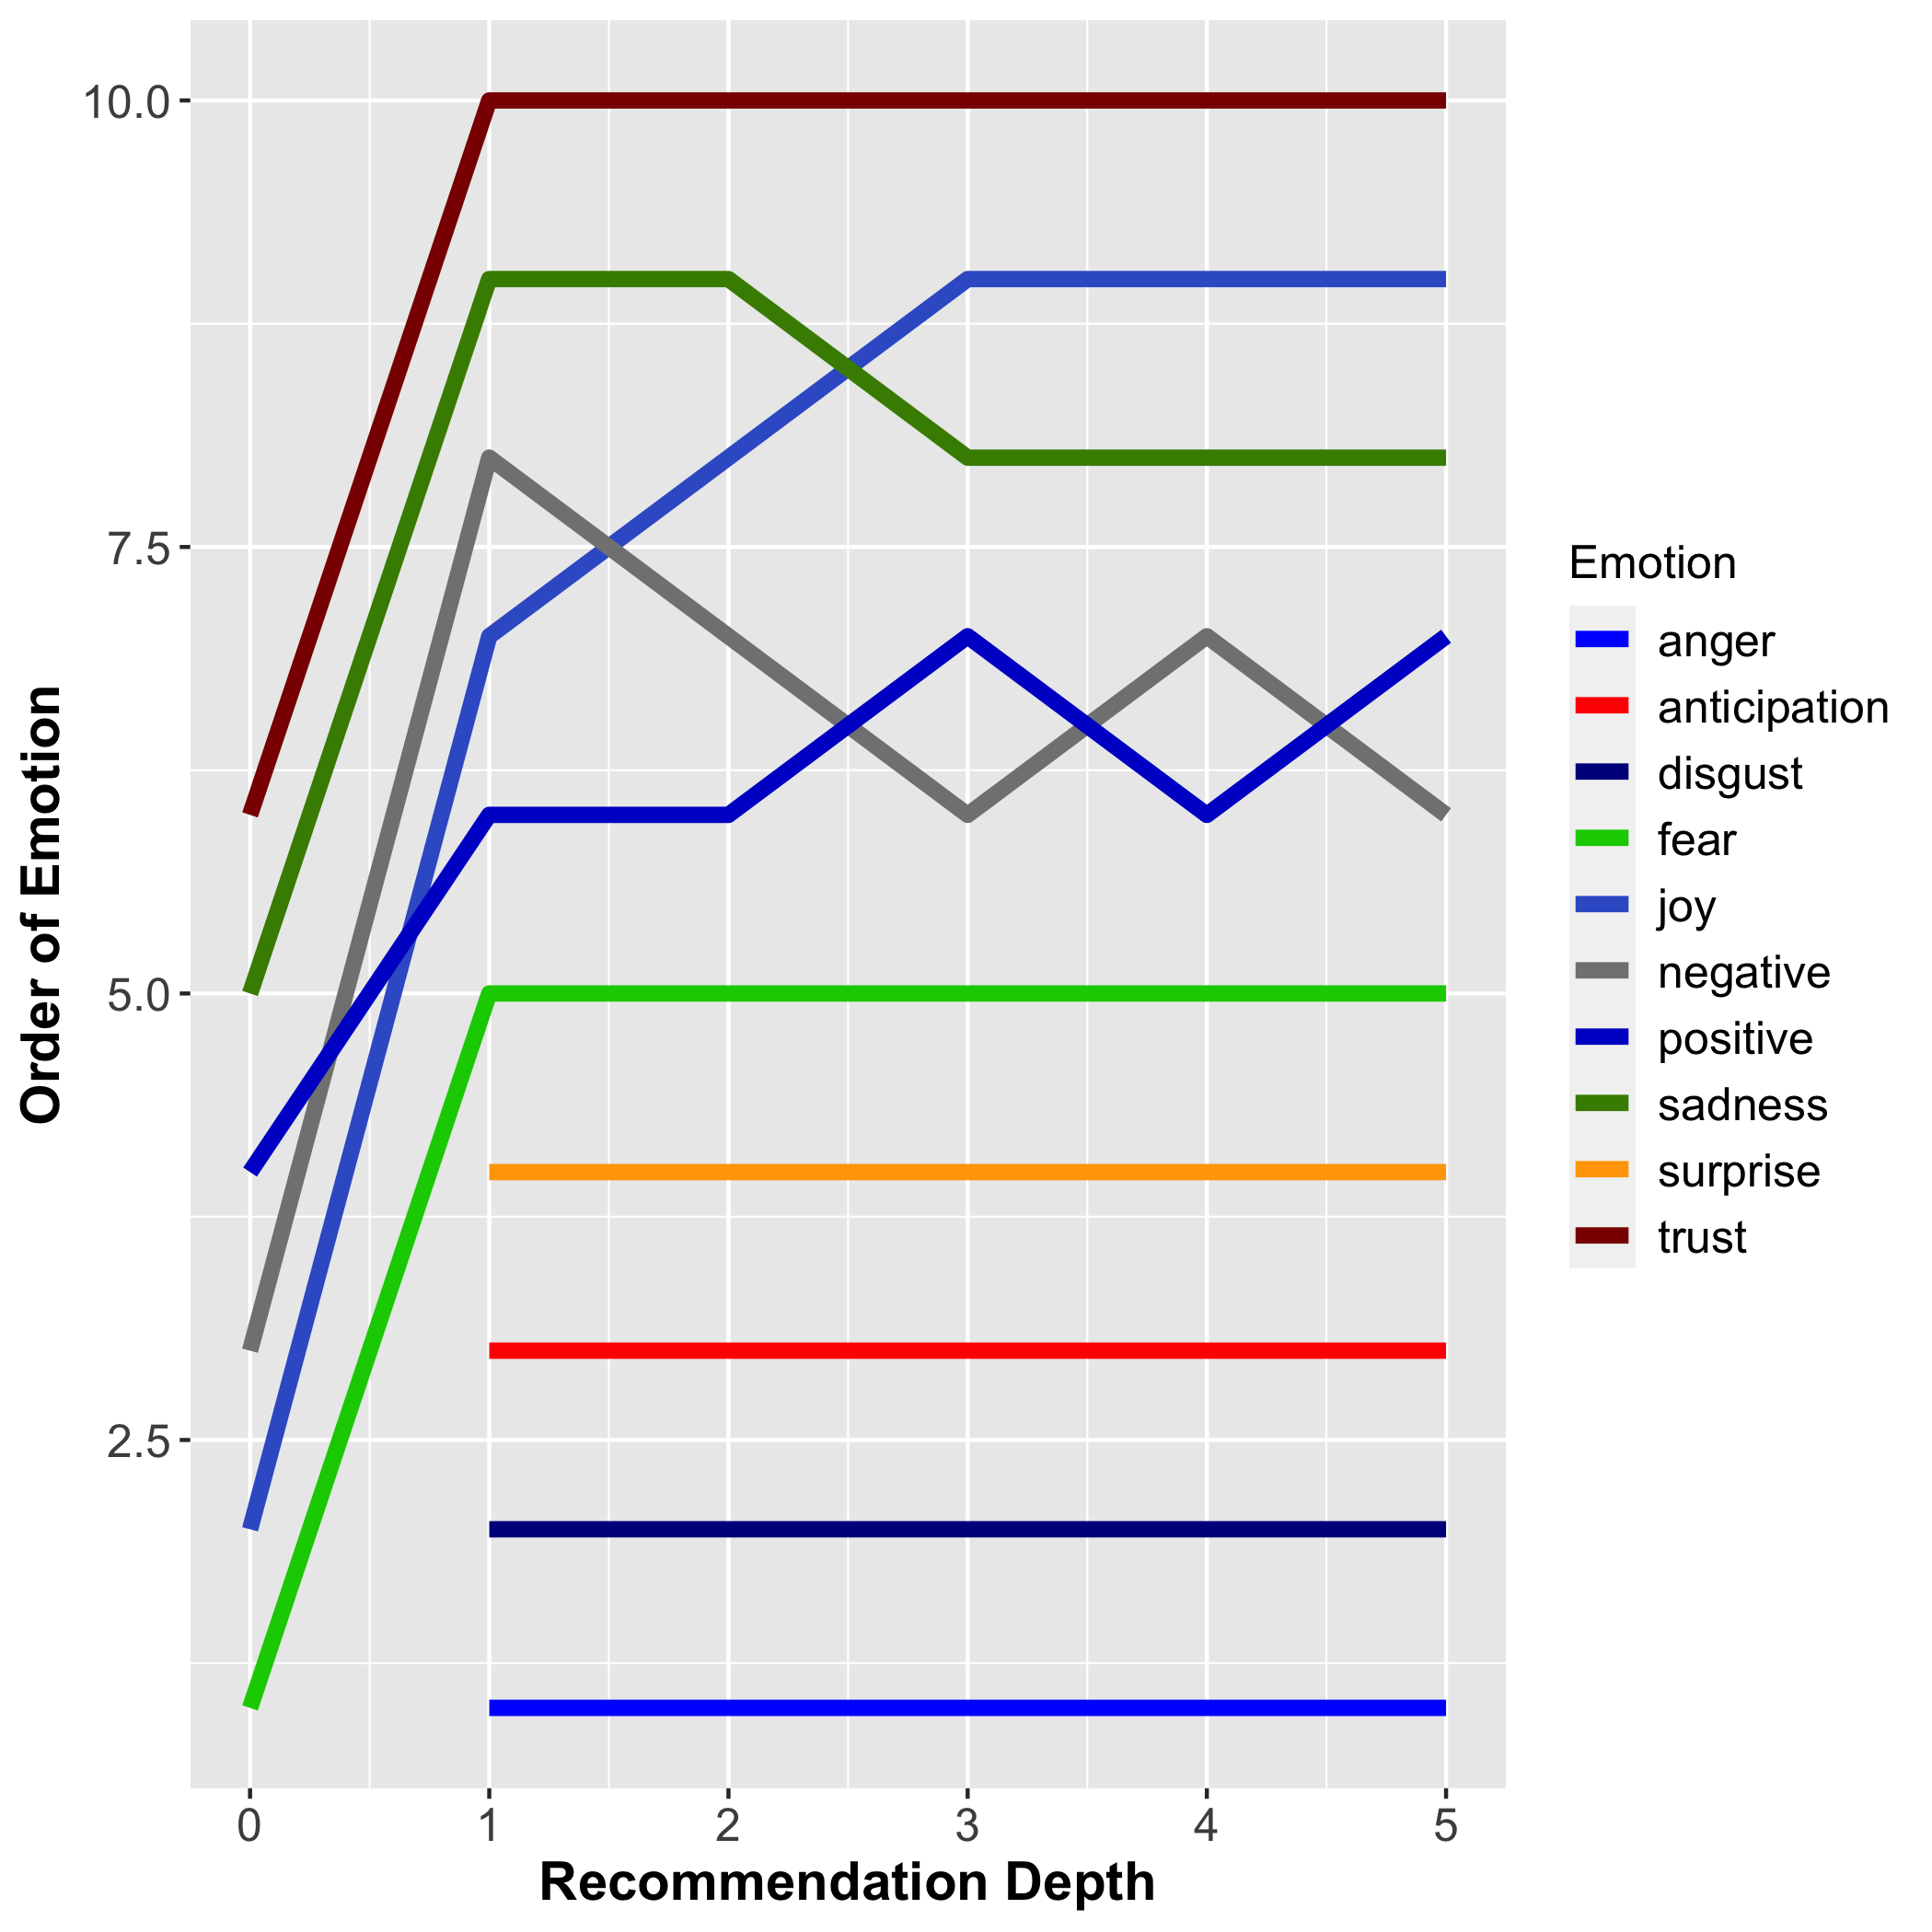 10.0
7.5
5.0
2.5
Order of Emotion
0 1 2 3 4 5
Recommendation Depth
Emotion
anger
anticipation
disgust
fear
joy
negative
positive
sadness
surprise
trust